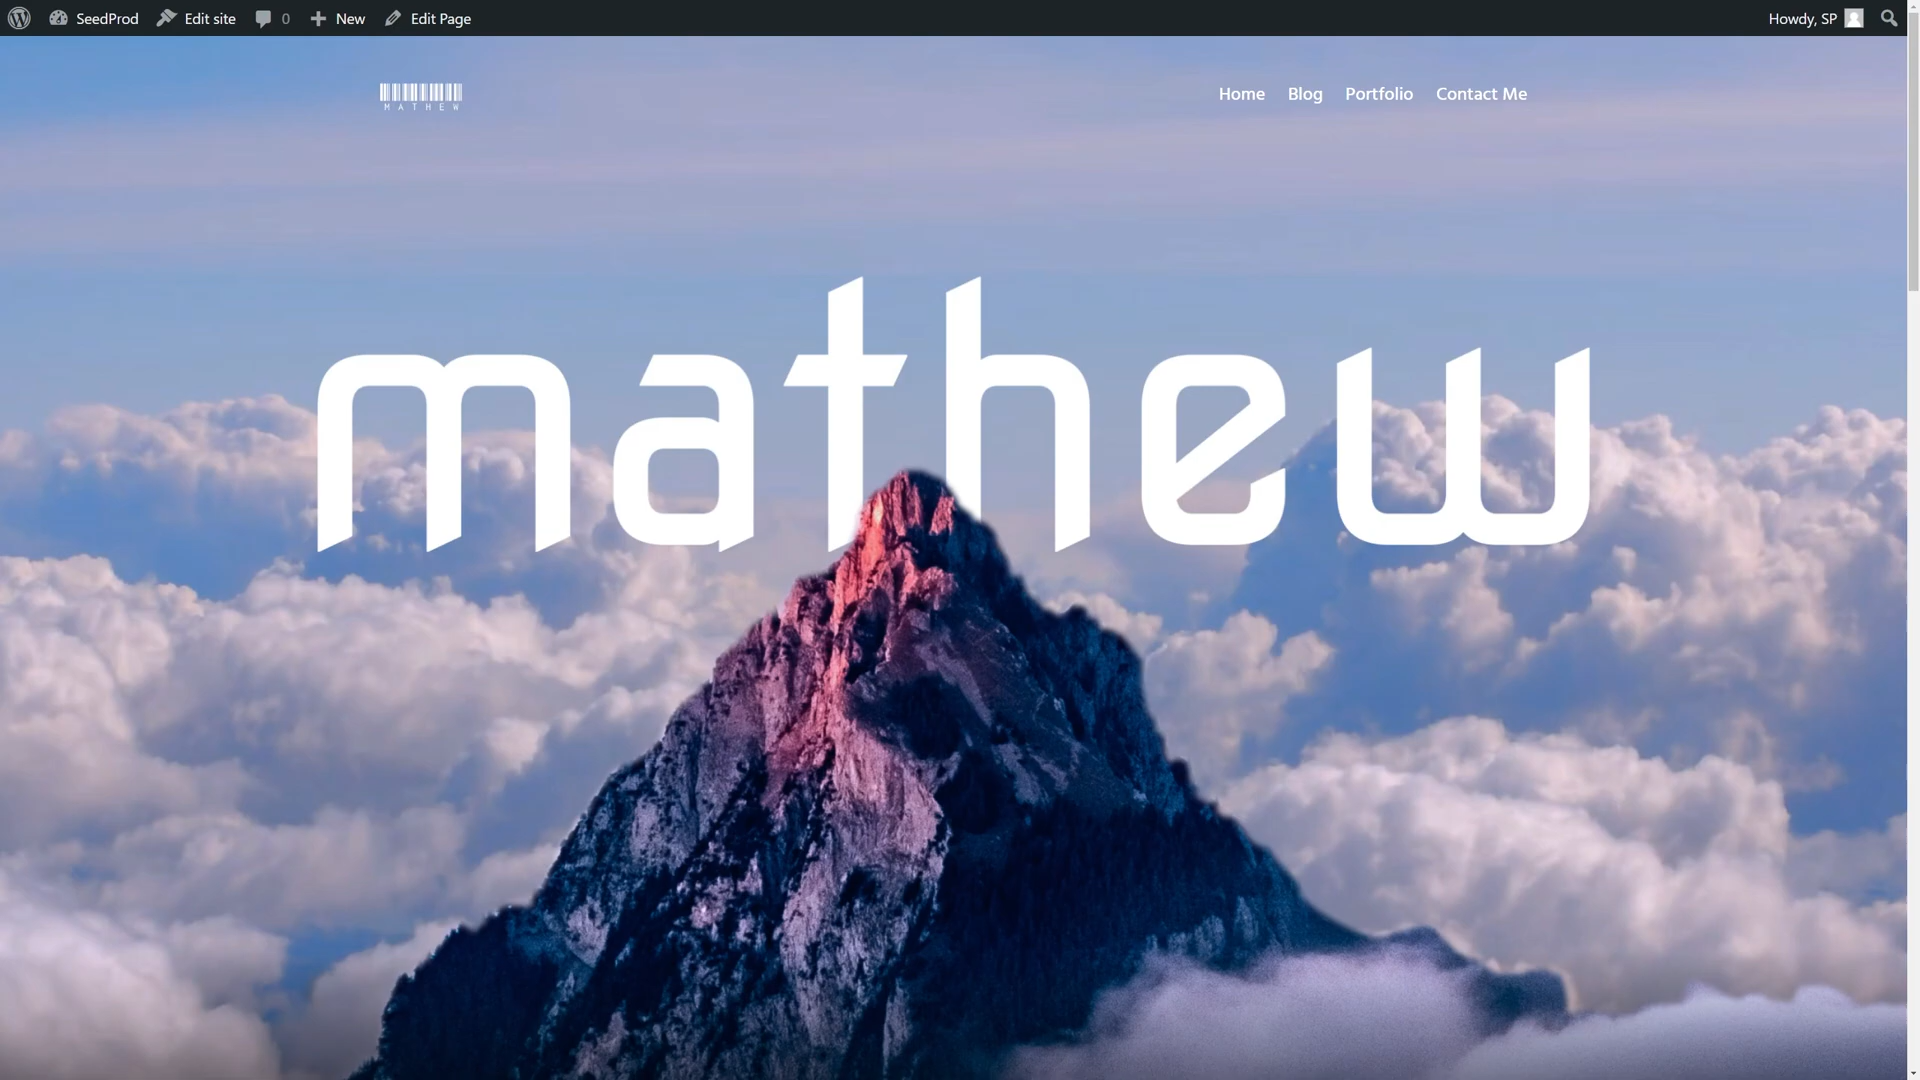 SeedProd Edit site 0 New Edit Page Howdy, SP
MATHEW
Home Blog Portfolio Contact Me
mathew